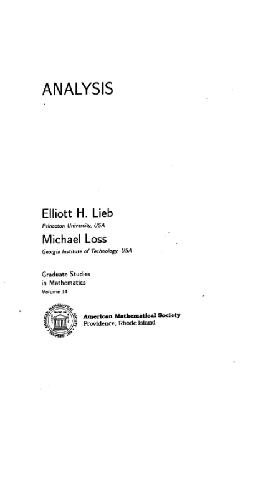 ANALYSIS
Elliott H. Lieb
Princeton University, USA
Michael Loss
Georgia Institute of Technology, USA
Graduate Studies
in Mathematics
Volume 14
American Mathematical Society
Providence, Rhode Island